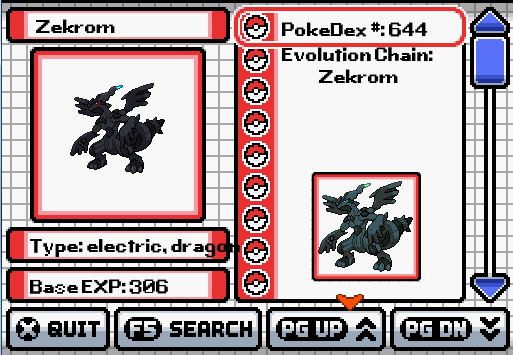 Zekrom
PokeDex #: 644
Evolution Chain:
Zekrom
Type: electric, dragon
Base EXP: 306
X QUIT
F5 SEARCH
PG UP
PG DN